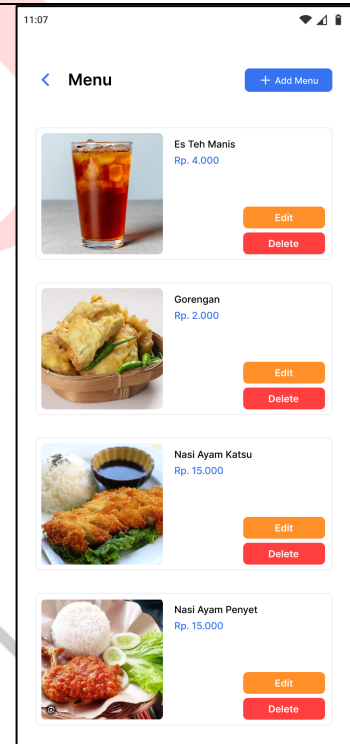 11:07
Menu
+ Add Menu
Es Teh Manis
Rp. 4.000
Edit
Delete
Gorengan
Rp. 2.000
Edit
Delete
Nasi Ayam Katsu
Rp. 15.000
Edit
Delete
Nasi Ayam Penyet
Rp. 15.000
Edit
Delete